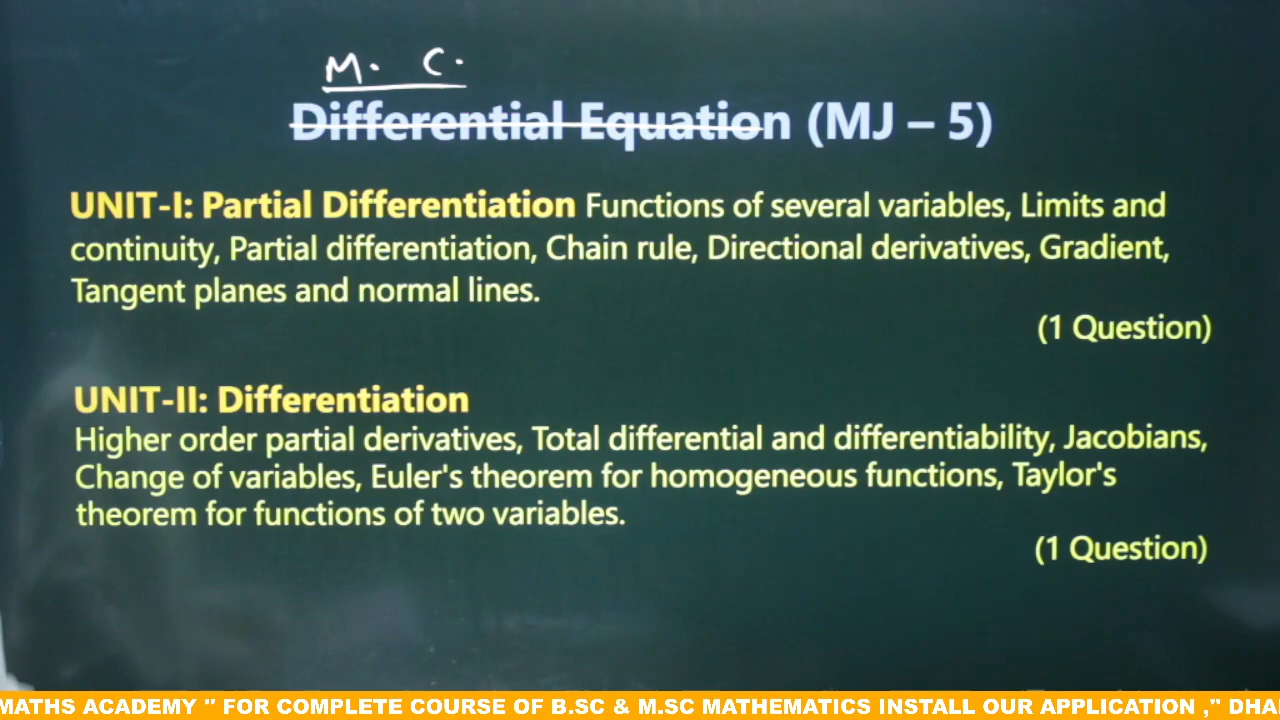 M. C.
Differential Equation (MJ – 5)
UNIT-I: Partial Differentiation Functions of several variables, Limits and
continuity, Partial differentiation, Chain rule, Directional derivatives, Gradient,
Tangent planes and normal lines.
(1 Question)
UNIT-II: Differentiation
Higher order partial derivatives, Total differential and differentiability, Jacobians,
Change of variables, Euler's theorem for homogeneous functions, Taylor's
theorem for functions of two variables.
(1 Question)
MATHS ACADEMY " FOR COMPLETE COURSE OF B.SC & M.SC MATHEMATICS INSTALL OUR APPLICATION ," DHA